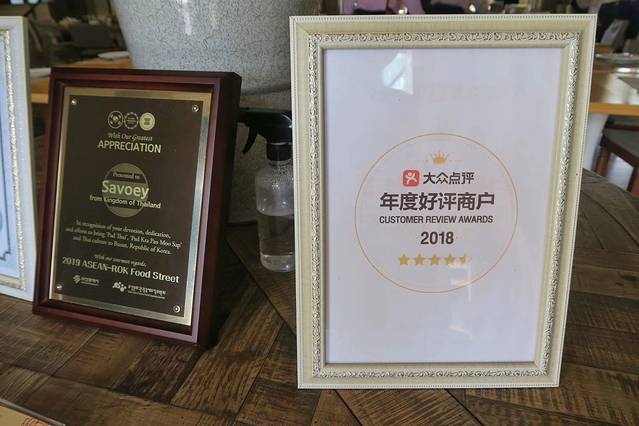 With Our Greatest
APPRECIATION
Presented to
Savoey
from Kingdom of Thailand
In recognition of your devotion, dedication,
and efforts to bring 'Pad Thai', 'Pad Kra Pao Moo Sap'
and Thai culture to Busan, Republic of Korea.
With our warmest regards,
2019 ASEAN-ROK Food Street
大众点评
年度好评商户
CUSTOMER REVIEW AWARDS
2018